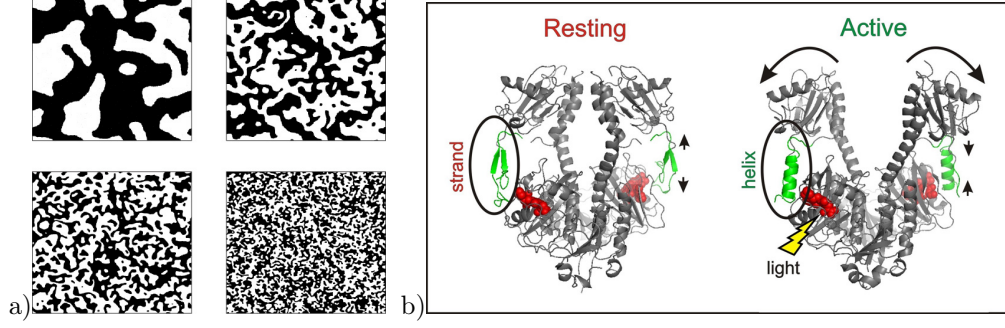 a)
b)
Resting
Active
strand
helix
light